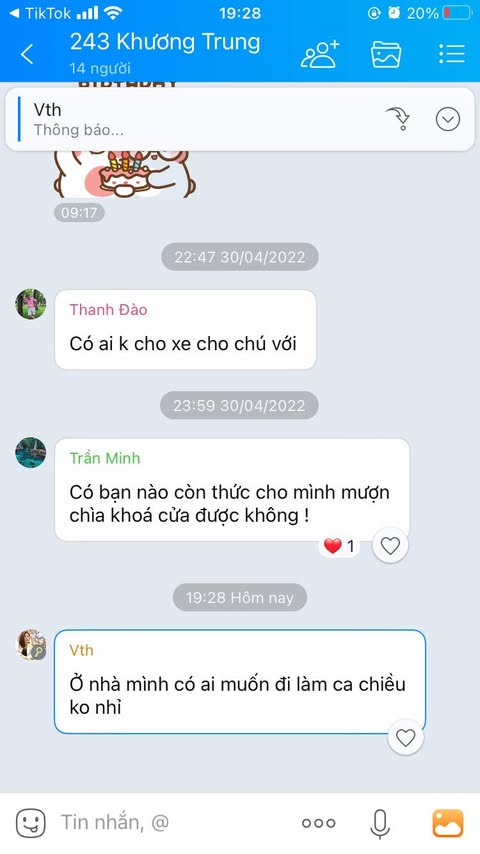 TikTok
19:28
20%
243 Khương Trung
14 người
BIRTHDAY
Vth
Thông báo...
09:17
22:47 30/04/2022
Thanh Đào
Có ai k cho xe cho chú với
23:59 30/04/2022
Trần Minh
Có bạn nào còn thức cho mình mượn
chìa khoá cửa được không !
1
19:28 Hôm nay
Vth
Ở nhà mình có ai muốn đi làm ca chiều
ko nhỉ
Tin nhắn, @